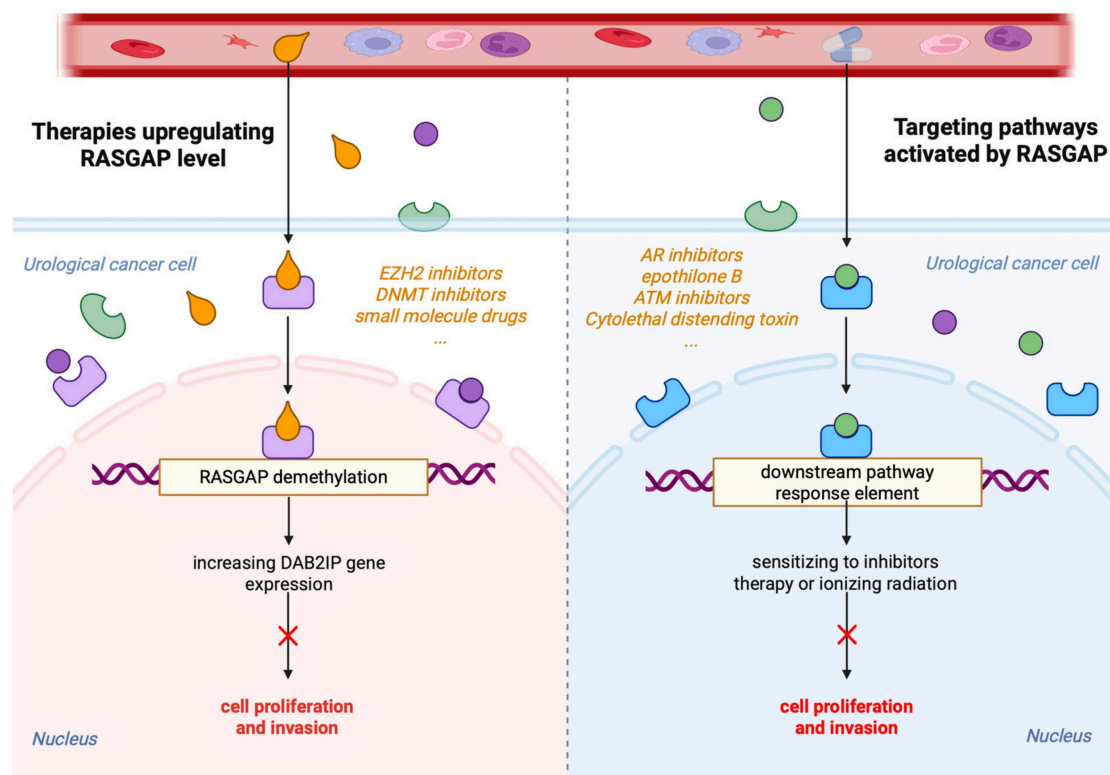 Therapies upregulating
RASGAP level
Urological cancer cell
EZH2 inhibitors
DNMT inhibitors
small molecule drugs
...
RASGAP demethylation
increasing DAB2IP gene
expression
cell proliferation
and invasion
Nucleus
Targeting pathways
activated by RASGAP
AR inhibitors
epothilone B
ATM inhibitors
Cytolethal distending toxin
...
Urological cancer cell
downstream pathway
response element
sensitizing to inhibitors
therapy or ionizing radiation
cell proliferation
and invasion
Nucleus